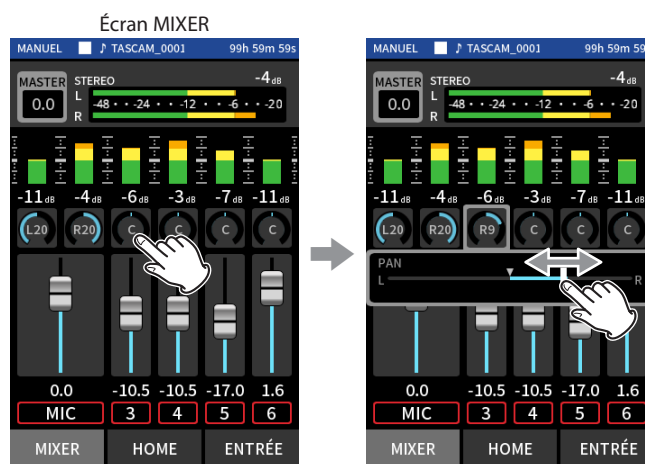 Écran MIXER
MANUEL ♪ TASCAM_0001 99h 59m 59s
MASTER STEREO -4dB
0.0 L
-48 · · -24 · · -12 · · -6 · · -20
R
-11dB -4dB -6dB -3dB -7dB -11dB
L20 R20 C C C C
0.0 -10.5 -10.5 -17.0 1.6
MIC 3 4 5 6
MIXER HOME ENTRÉE
MANUEL ♪ TASCAM_0001 99h 59m 59
MASTER STEREO -4dB
0.0 L
-48 · · -24 · · -12 · · -6 · · -20
R
-11dB -4dB -6dB -3dB -7dB -11dB
L20 R20 R9 C C C
PAN
L R
0.0 -10.5 -10.5 -17.0 1.6
MIC 3 4 5 6
MIXER HOME ENTRÉE